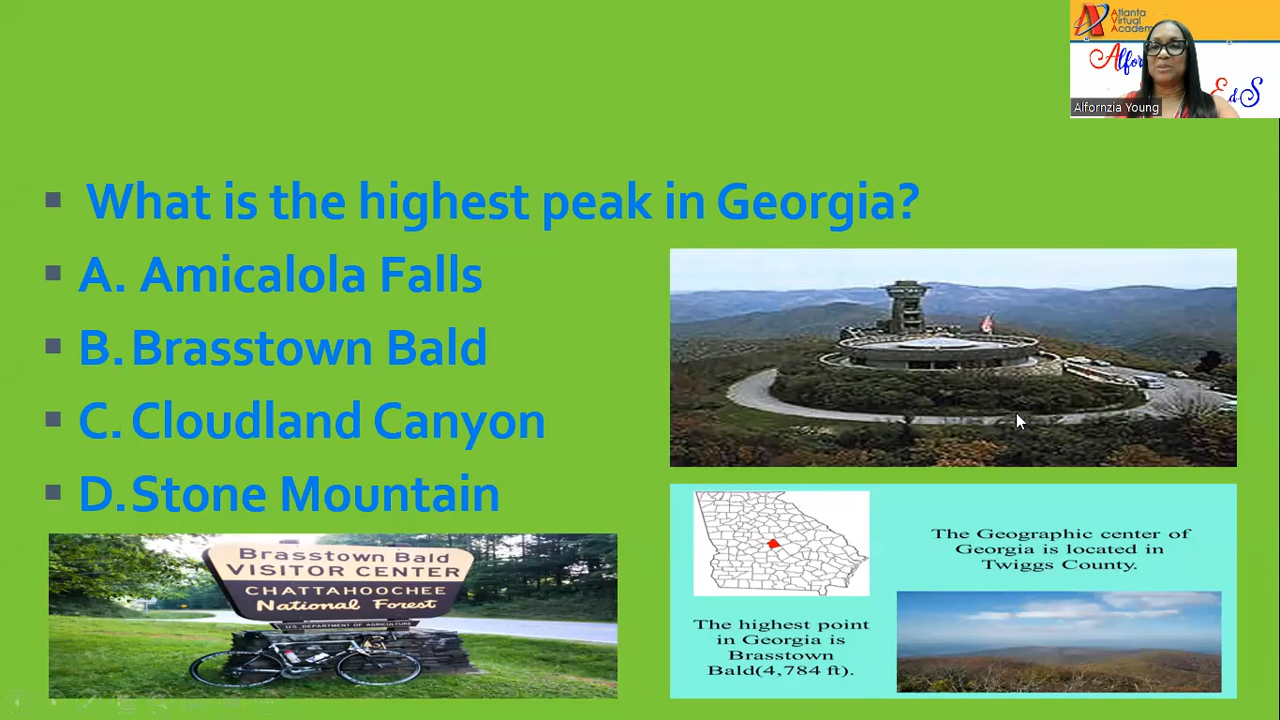 Atlanta
Virtual
Academy
Alfornzia Young
EdS
What is the highest peak in Georgia?
A. Amicalola Falls
B. Brasstown Bald
C. Cloudland Canyon
D. Stone Mountain
Brasstown Bald
VISITOR CENTER
CHATTAHOOCHEE
National Forest
U.S. DEPARTMENT OF AGRICULTURE
The Geographic center of
Georgia is located in
Twiggs County.
The highest point
in Georgia is
Brasstown
Bald(4,784 ft).